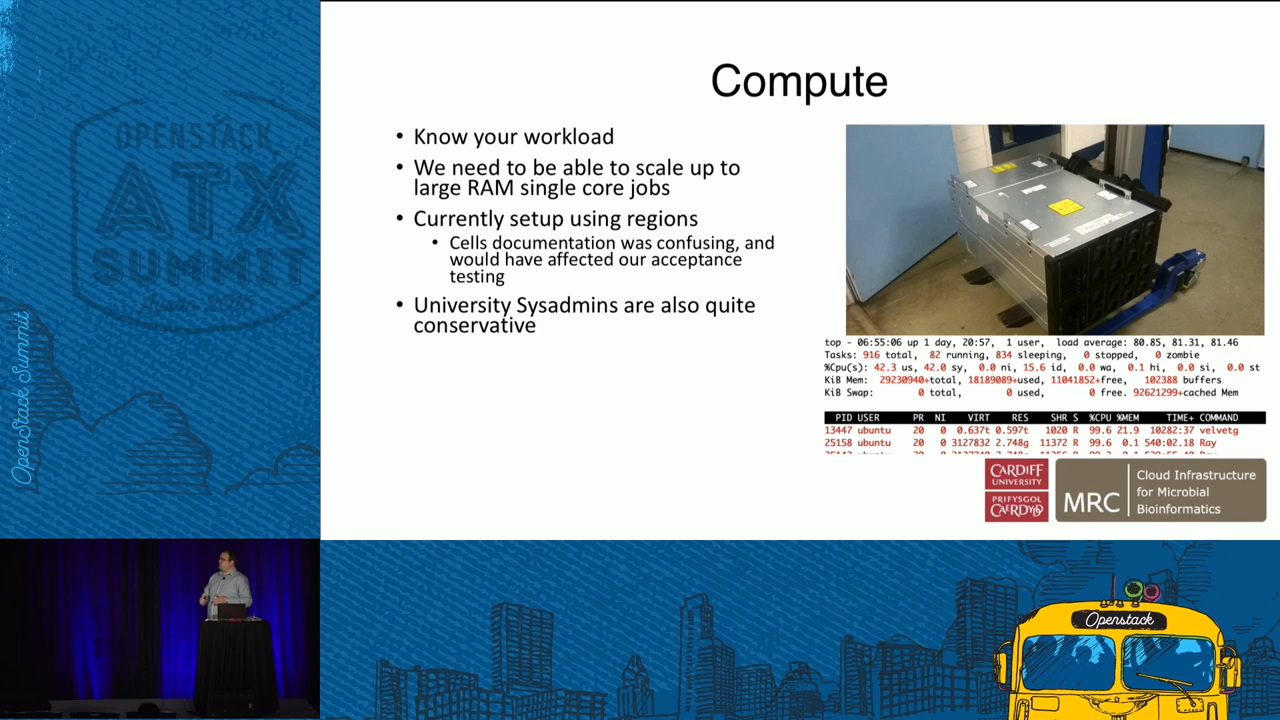 OPENSTACK
ATX
SUMMIT
OpenStack Summit
Compute
• Know your workload
• We need to be able to scale up to
large RAM single core jobs
• Currently setup using regions
• Cells documentation was confusing, and
would have affected our acceptance
testing
• University Sysadmins are also quite
conservative
top - 06:55:06 up 1 day, 20:57, 1 user, load average: 80.85, 81.31, 81.46
Tasks: 916 total, 82 running, 834 sleeping, 0 stopped, 0 zombie
%Cpu(s): 42.3 us, 42.0 sy, 0.0 ni, 15.6 id, 0.0 wa, 0.1 hi, 0.0 si, 0.0 st
KiB Mem: 29230940+total, 18189089+used, 11041852+free, 102388 buffers
KiB Swap: 0 total, 0 used, 0 free. 92621299+cached Mem
PID USER PR NI VIRT RES SHR S %CPU %MEM TIME+ COMMAND
13447 ubuntu 20 0 0.637t 0.597t 1020 R 99.6 21.9 10282:37 velvetg
25158 ubuntu 20 0 3127832 2.748g 11372 R 99.6 0.1 540:02.18 Ray
CARDIFF
UNIVERSITY
PRIFYSGOL
CAERDYDD
MRC
Cloud Infrastructure
for Microbial
Bioinformatics
Openstack